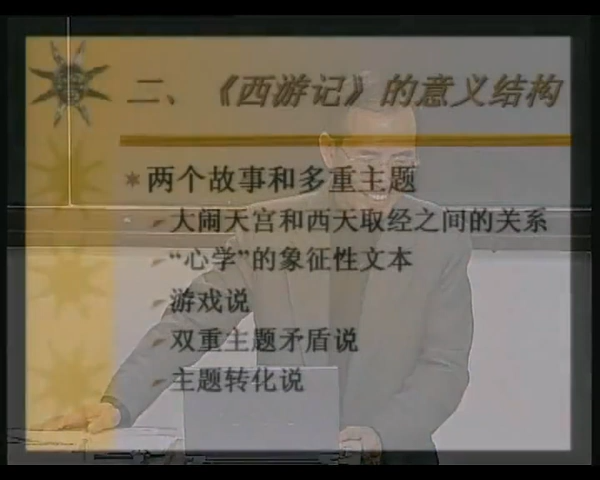 二、《西游记》的意义结构
两个故事和多重主题
大闹天宫和西天取经之间的关系
“心学”的象征性文本
游戏说
双重主题矛盾说
主题转化说